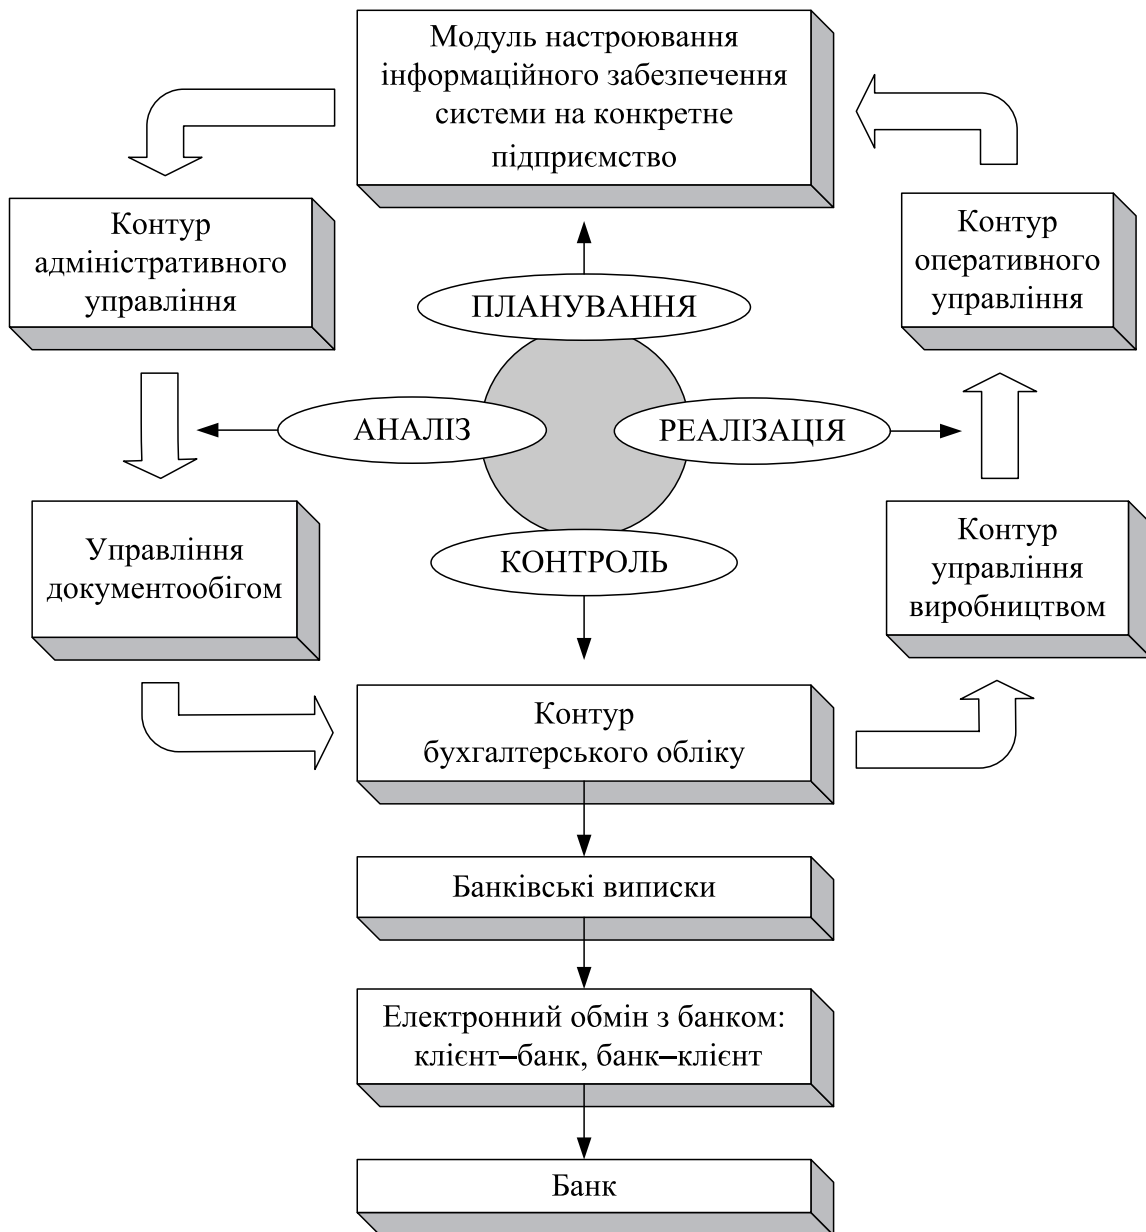 Модуль настроювання
інформаційного забезпечення
системи на конкретне
підприємство
Контур
адміністративного
управління
Контур
оперативного
управління
ПЛАНУВАННЯ
АНАЛІЗ
РЕАЛІЗАЦІЯ
КОНТРОЛЬ
Управління
документообігом
Контур
управління
виробництвом
Контур
бухгалтерського обліку
Банківські виписки
Електронний обмін з банком:
клієнт–банк, банк–клієнт
Банк